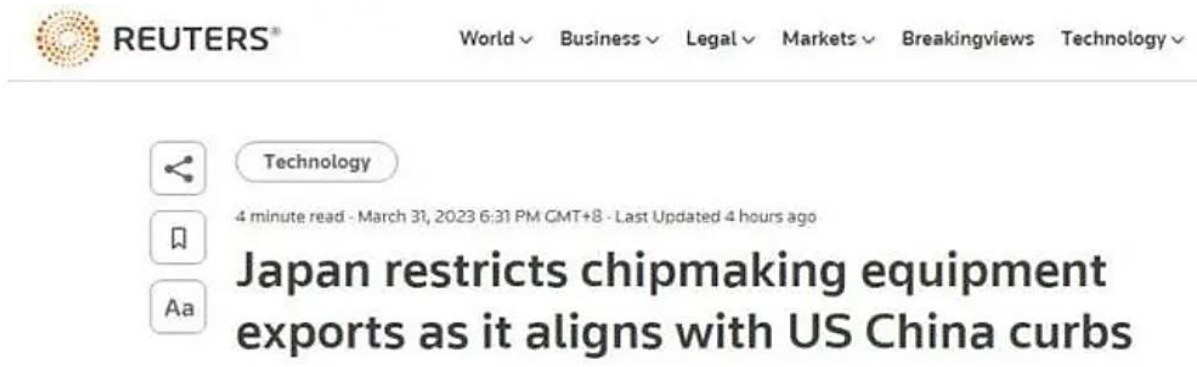 REUTERS®
World Business Legal Markets Breakingviews Technology
Technology
4 minute read · March 31, 2023 6:31 PM GMT+8 · Last Updated 4 hours ago
Japan restricts chipmaking equipment
Aa
exports as it aligns with US China curbs